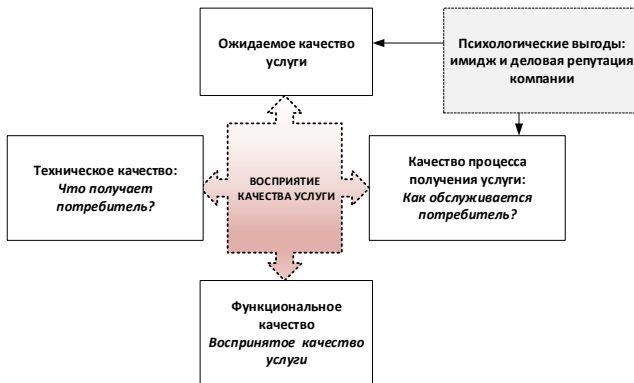 Ожидаемое качество
услуги
Психологические выгоды:
имидж и деловая репутация
компании
Техническое качество:
Что получает
потребитель?
ВОСПРИЯТИЕ
КАЧЕСТВА УСЛУГИ
Качество процесса
получения услуги:
Как обслуживается
потребитель?
Функциональное
качество
Воспринятое качество
услуги